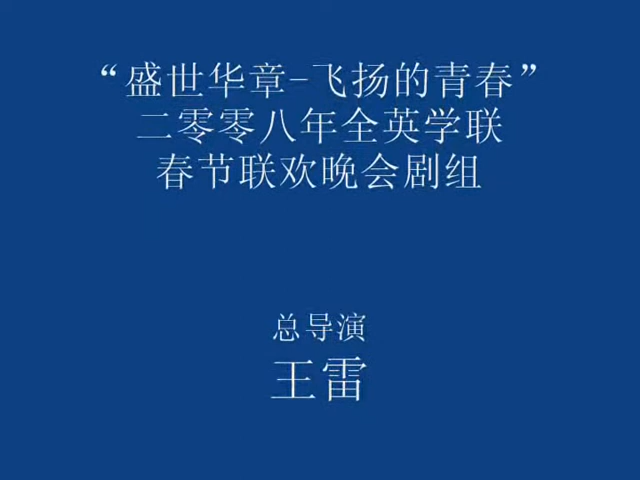 “盛世华章-飞扬的青春”
二零零八年全英学联
春节联欢晚会剧组
总导演
王雷